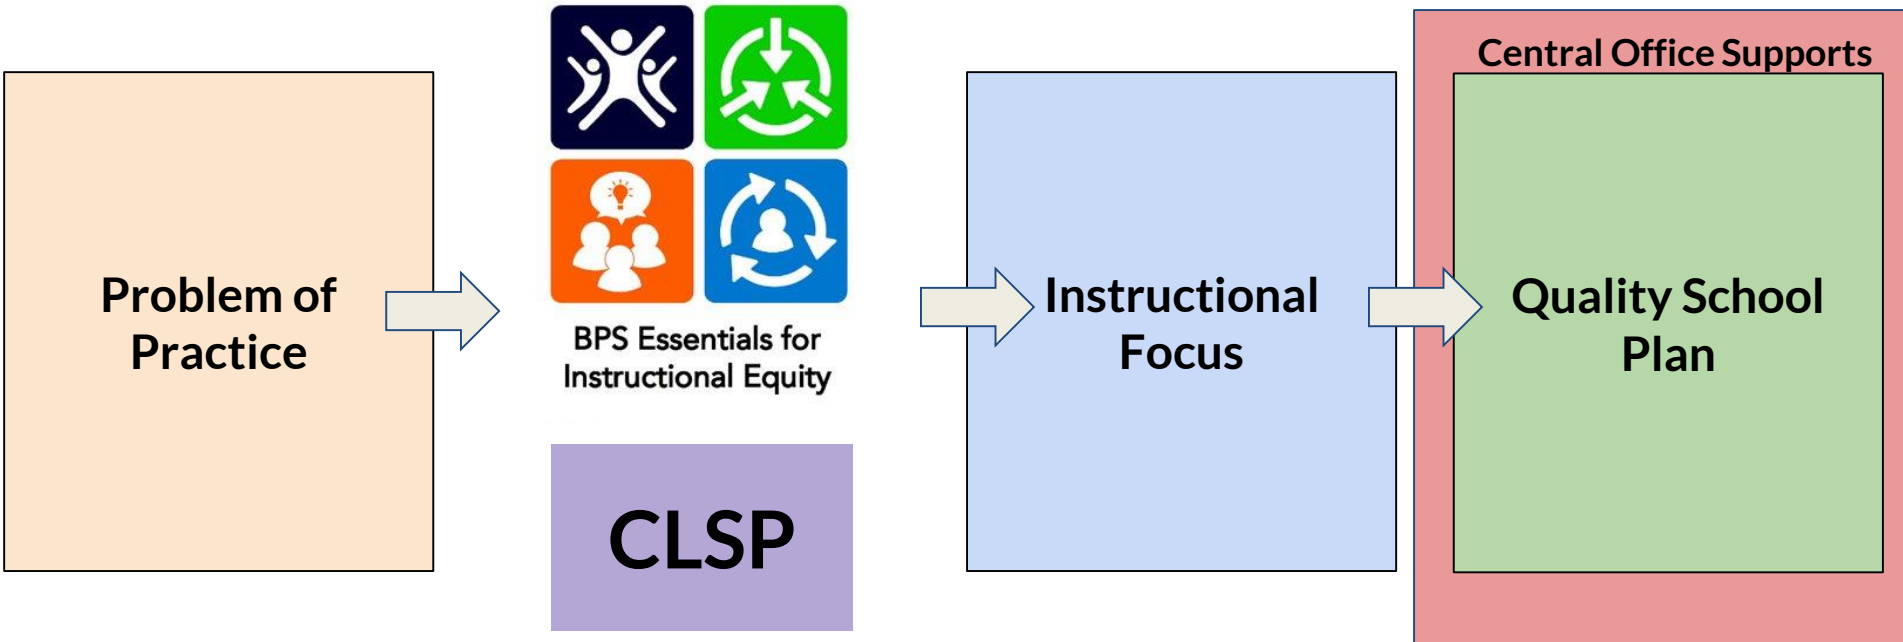 Problem of
Practice
BPS Essentials for
Instructional Equity
CLSP
Instructional
Focus
Central Office Supports
Quality School
Plan